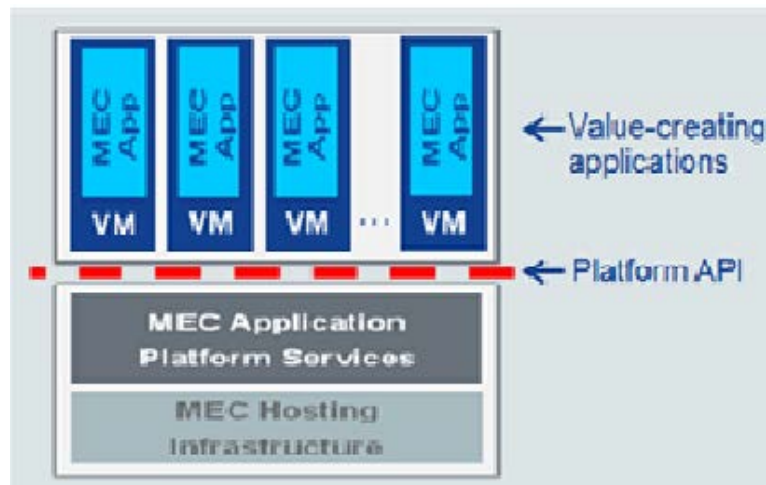 MEC App
MEC App
MEC App
MEC App
VM
VM
VM
...
VM
Value-creating
applications
Platform API
MEC Application
Platform Services
MEC Hosting
Infrastructure